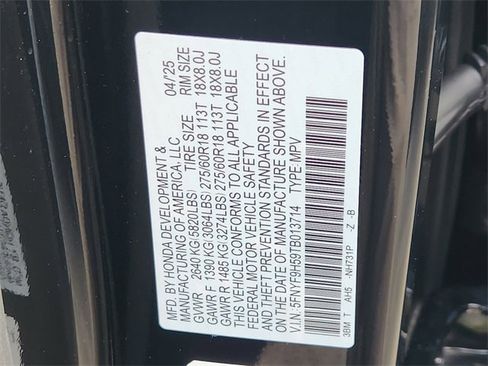 MFD. BY HONDA DEVELOPMENT & 04/25
MANUFACTURING OF AMERICA, LLC.
GVWR 2640 KG(5820LBS) TIRE SIZE RIM SIZE
GAWR F 1390 KG(3064LBS) 275/60R18 113T 18X8.0J
GAWR R 1485 KG(3274LBS) 275/60R18 113T 18X8.0J
THIS VEHICLE CONFORMS TO ALL APPLICABLE
FEDERAL MOTOR VEHICLE SAFETY
AND THEFT PREVENTION STANDARDS IN EFFECT
ON THE DATE OF MANUFACTURE SHOWN ABOVE.
V.I.N. 5FNYF9H597B013714 TYPE: MPV
3BM T AH5 -NH731P -Z -B